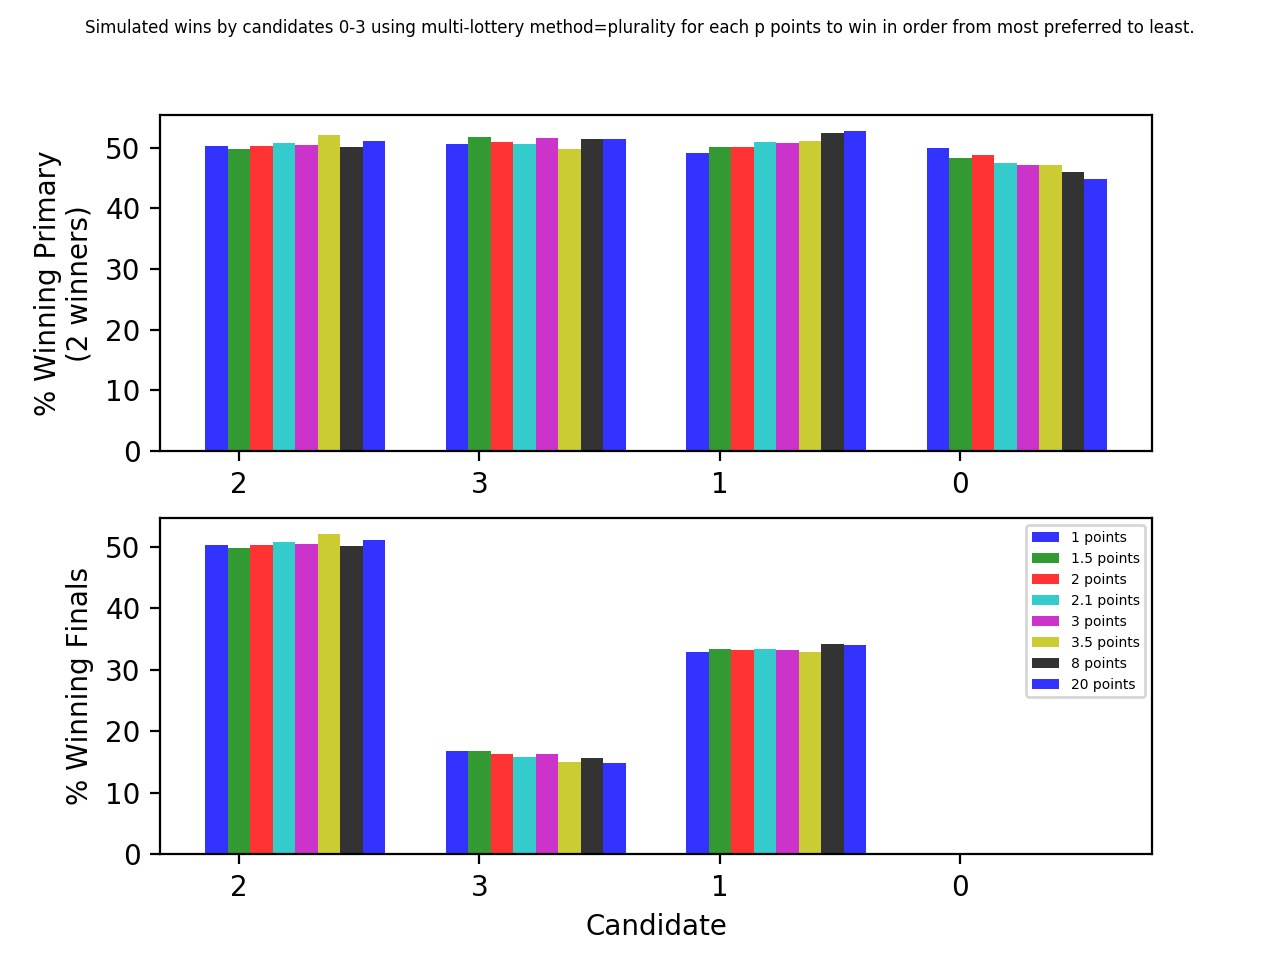 Simulated wins by candidates 0-3 using multi-lottery method=plurality for each p points to win in order from most preferred to least.
% Winning Primary
(2 winners)
50
40
30
20
10
0
2 3 1 0
% Winning Finals
50
40
30
20
10
0
1 points
1.5 points
2 points
2.1 points
3 points
3.5 points
8 points
20 points
2 3 1 0
Candidate